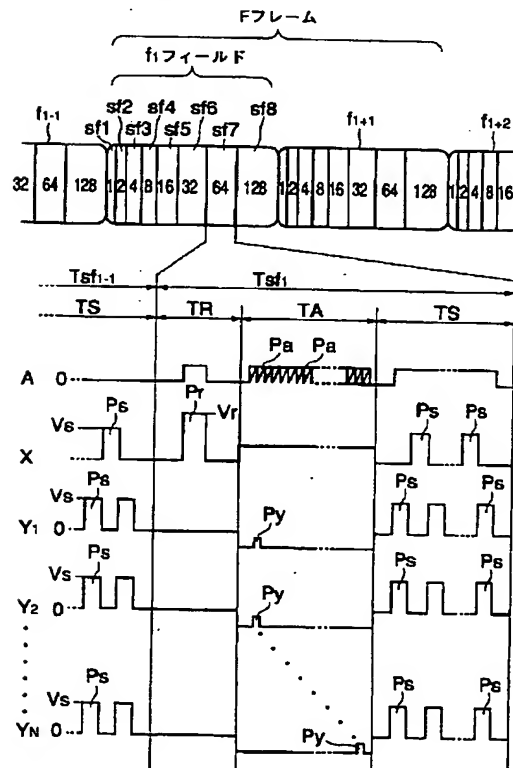 Fフレーム
f1フィールド
f1-1 sf1 sf2 sf3 sf4 sf5 sf6 sf7 sf8 f1+1 f1+2
32 64 128 1 2 4 8 16 32 64 128 1 2 4 8 16 32 64 128 1 2 4 8 16
Tsf1-1 Tsf1
TS TR TA TS
A 0 Pa Pa
X Vs Ps Pr Vr Ps Ps
Y1 Vs 0 Ps Py Ps Ps
Y2 Vs 0 Ps Py Ps Ps
YN Vs 0 Ps Py Ps Ps